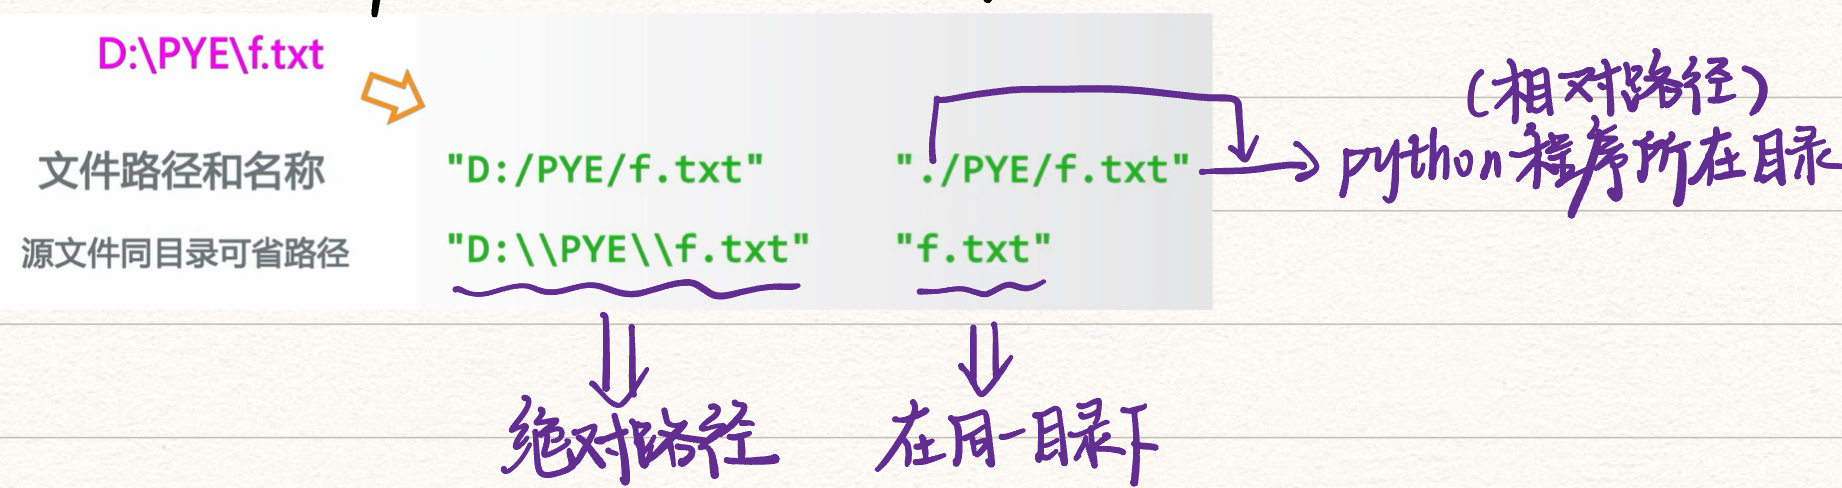 D:\PYE\f.txt
(相对路径)
文件路径和名称 "D:/PYE/f.txt" "./PYE/f.txt" python程序所在目录
源文件同目录可省路径 "D:\\PYE\\f.txt" "f.txt"
绝对路径 在同一目录下